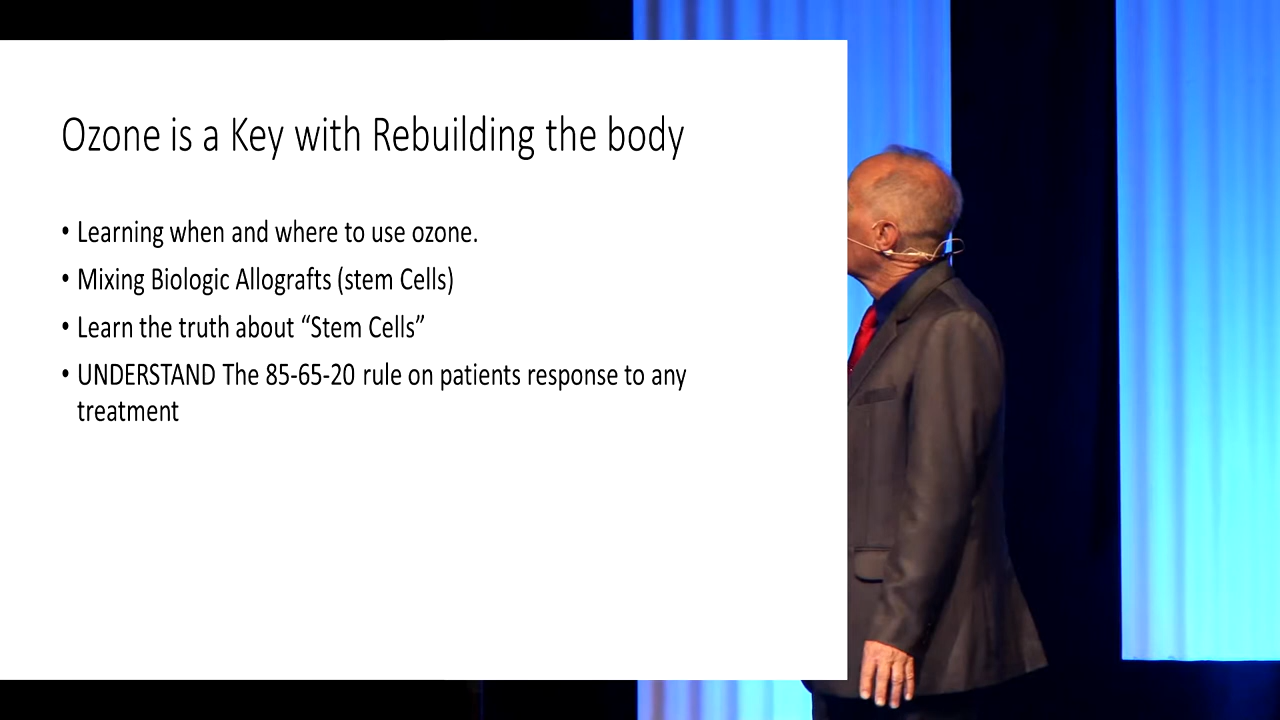 Ozone is a Key with Rebuilding the body
• Learning when and where to use ozone.
• Mixing Biologic Allografts (stem Cells)
• Learn the truth about “Stem Cells”
• UNDERSTAND The 85-65-20 rule on patients response to any
treatment